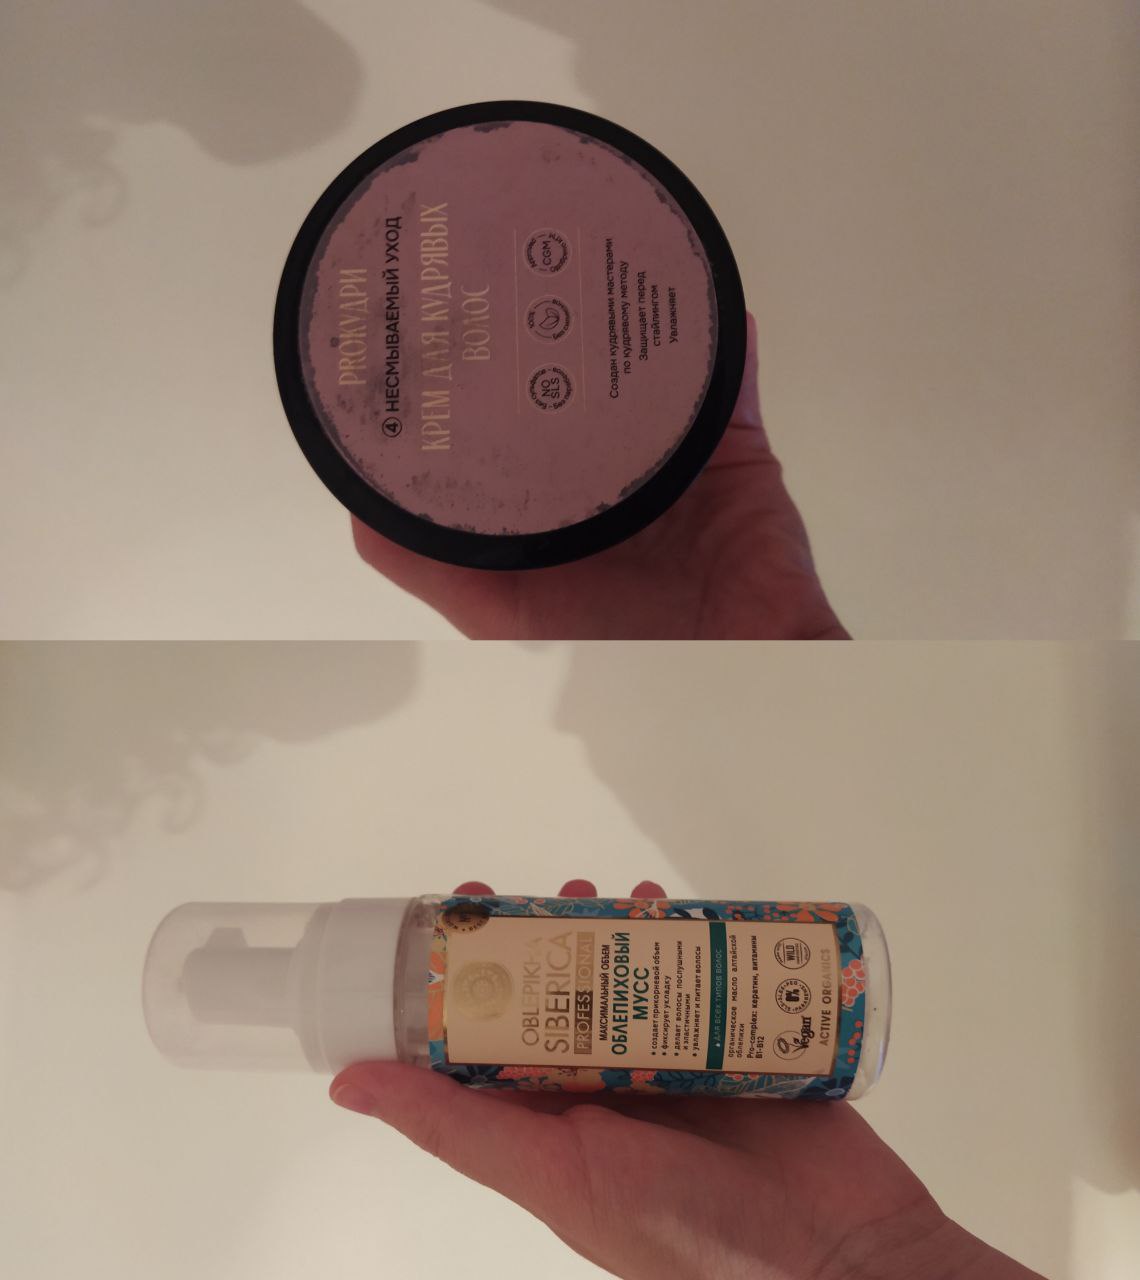 PROКУДРИ
4 НЕСМЫВАЕМЫЙ УХОД
КРЕМ ДЛЯ КУДРЯВЫХ
ВОЛОС
NO
SLS
CGM
Создан кудрявыми мастерами
по кудрявому методу
Защищает перед
стайлингом
Увлажняет
OBLEPIKHA
SIBERICA
PROFESSIONAL
МАКСИМАЛЬНЫЙ ОБЪЕМ
ОБЛЕПИХОВЫЙ
МУСС
• создает прикорневой объем
• фиксирует укладку
• делает волосы послушными
и эластичными
• увлажняет и питает волосы
• ДЛЯ ВСЕХ ТИПОВ ВОЛОС
органическое масло алтайской
облепихи
Pro-complex: кератин, витамины
B1-B12
Vegan
0%
WILD
ACTIVE ORGANICS